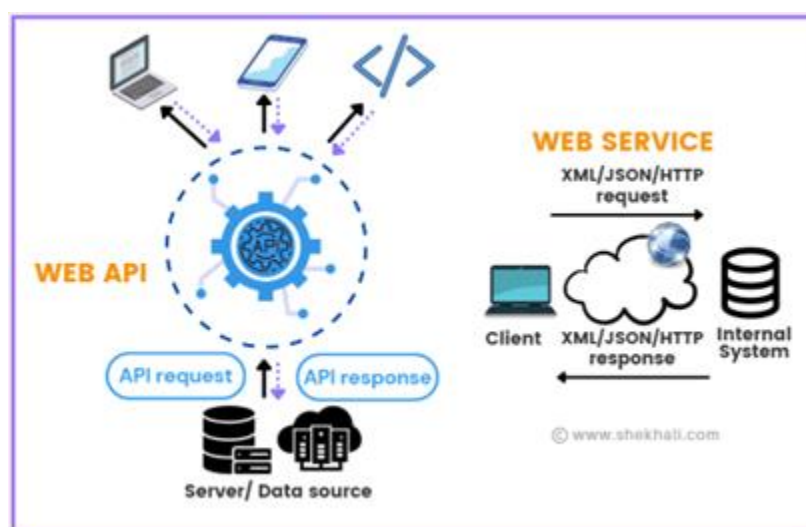 WEB API
API
API request
API response
Server/ Data source
WEB SERVICE
XML/JSON/HTTP
request
Client
XML/JSON/HTTP
response
Internal
System
© www.shekhali.com